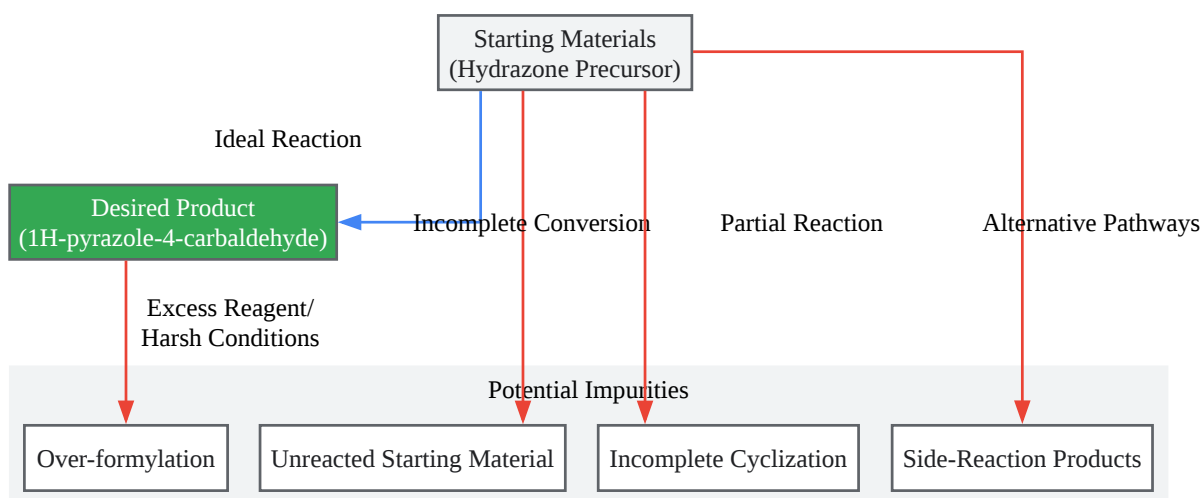 Starting Materials
(Hydrazone Precursor)
Ideal Reaction
Desired Product
(1H-pyrazole-4-carbaldehyde)
Incomplete Conversion
Partial Reaction
Alternative Pathways
Excess Reagent/
Harsh Conditions
Potential Impurities
Over-formylation
Unreacted Starting Material
Incomplete Cyclization
Side-Reaction Products